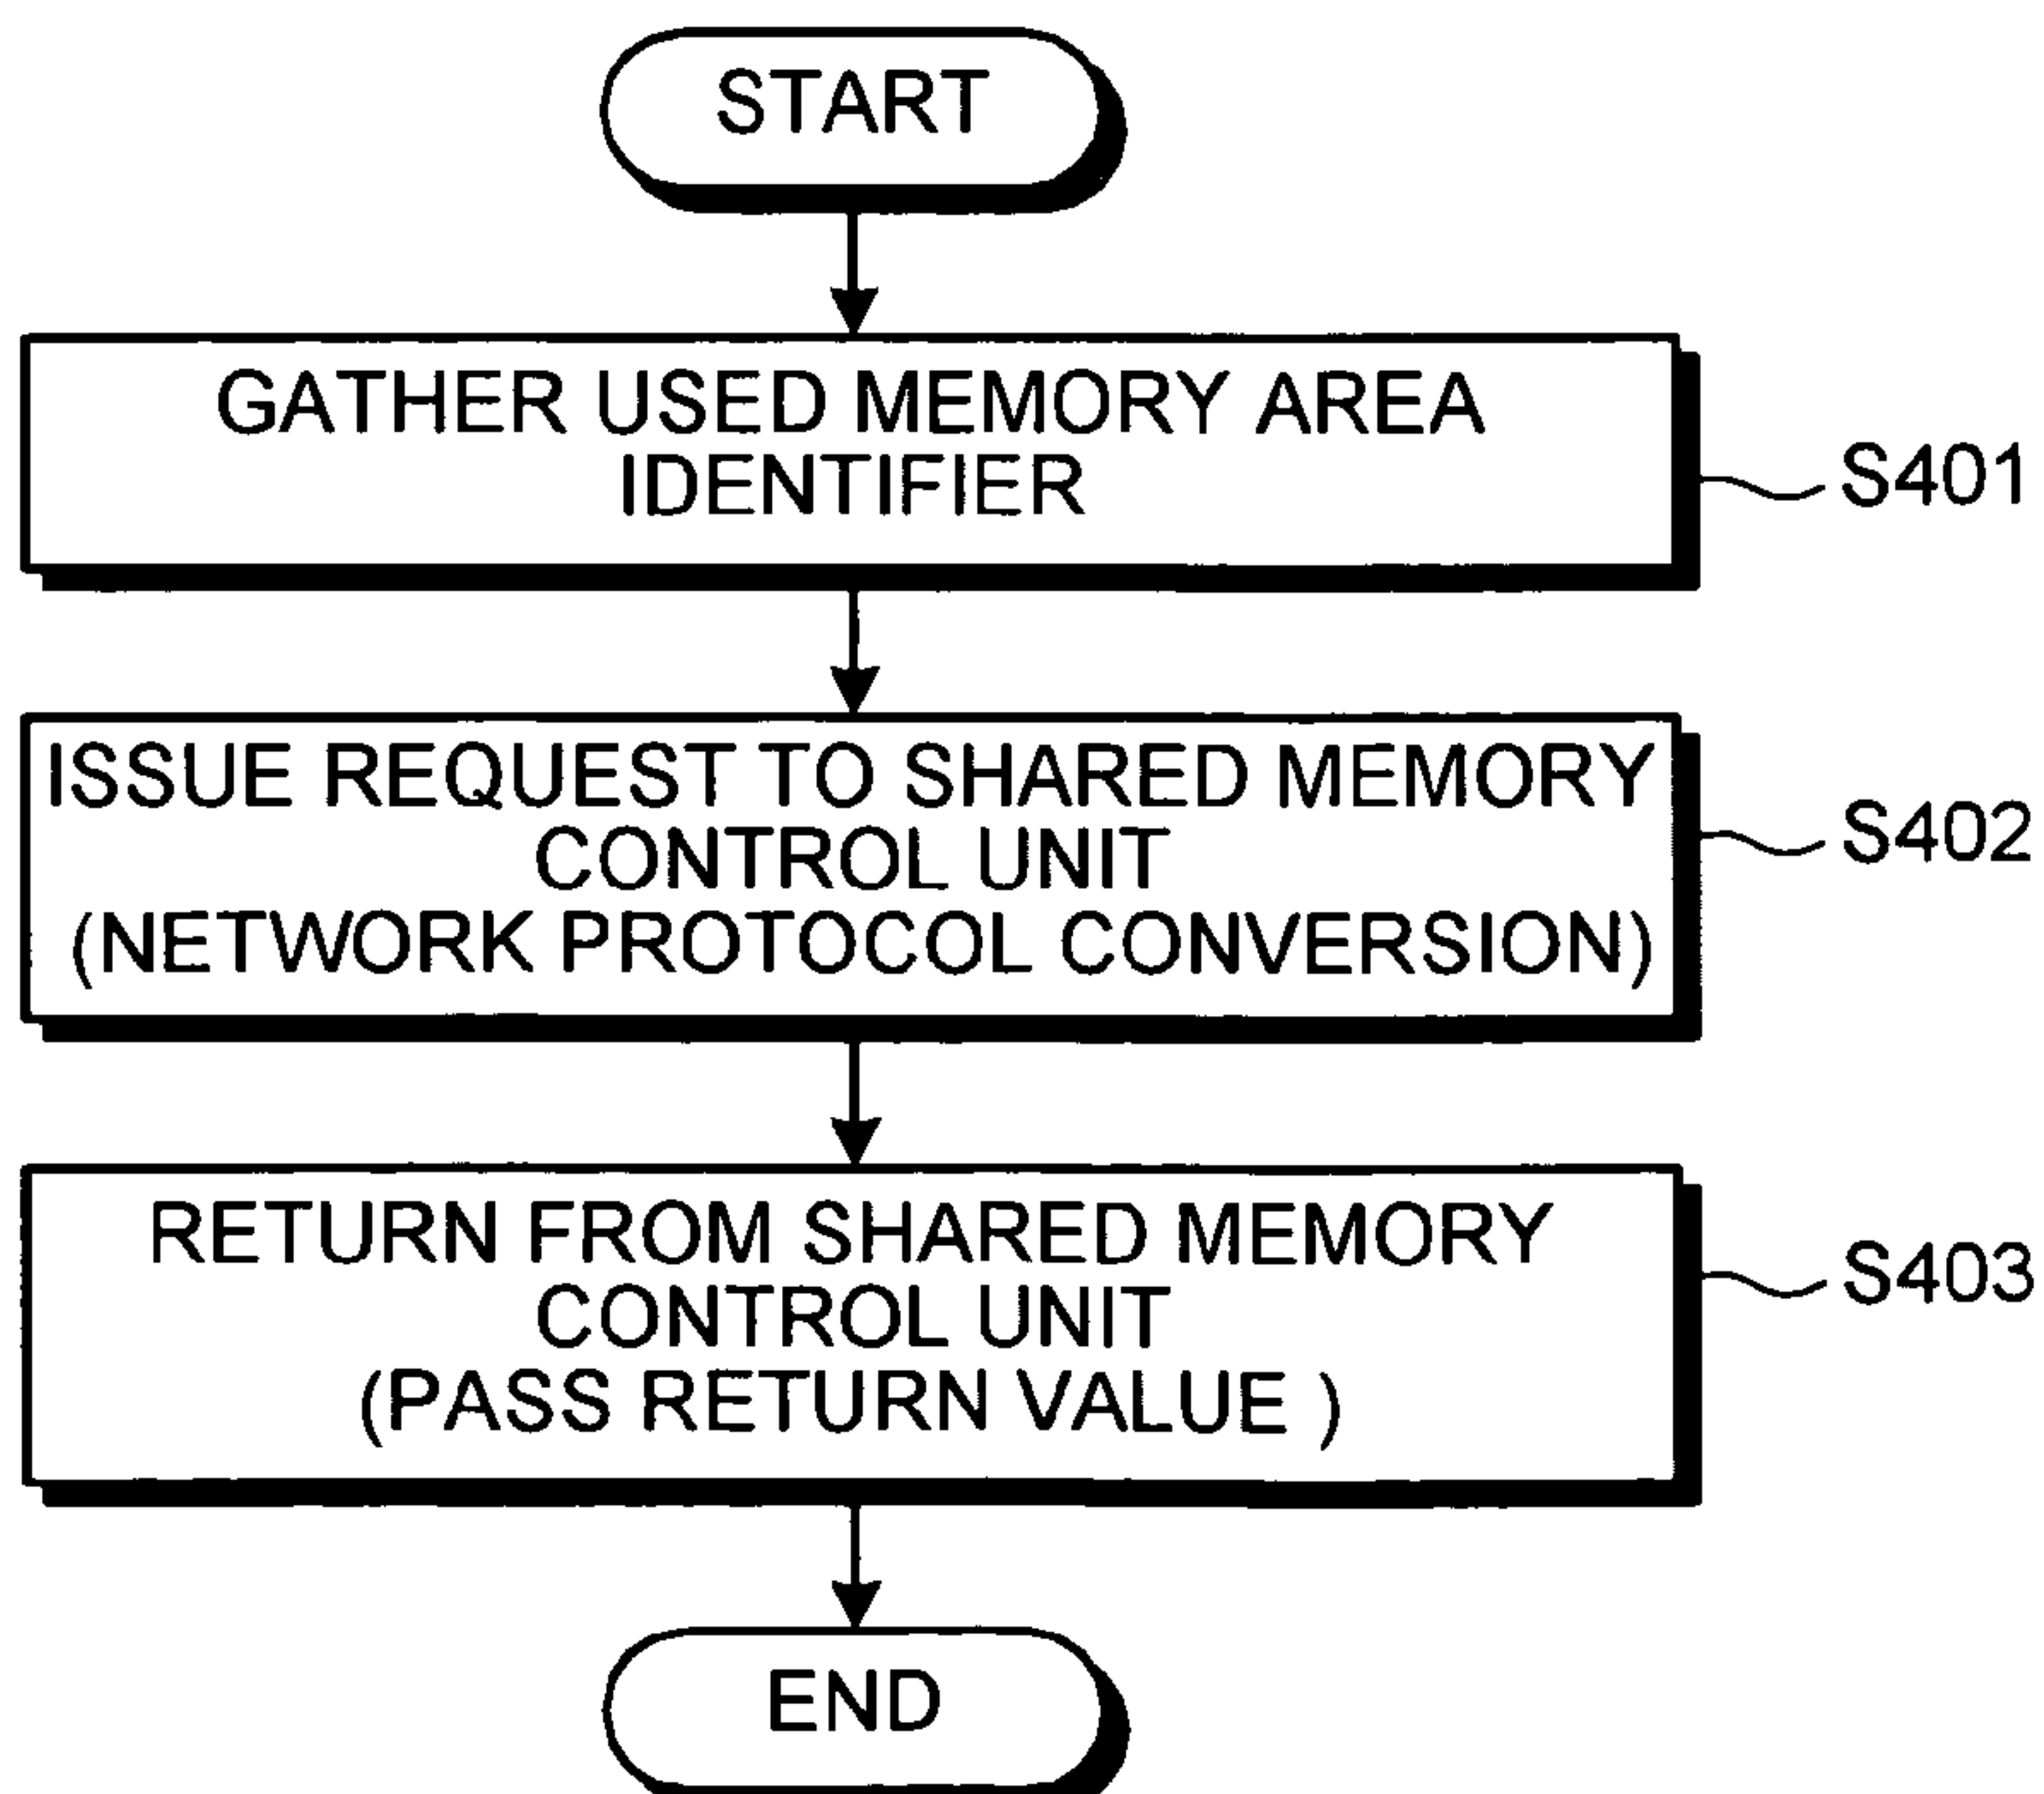 START
GATHER USED MEMORY AREA
IDENTIFIER
S401
ISSUE REQUEST TO SHARED MEMORY
CONTROL UNIT
(NETWORK PROTOCOL CONVERSION)
S402
RETURN FROM SHARED MEMORY
CONTROL UNIT
(PASS RETURN VALUE )
S403
END